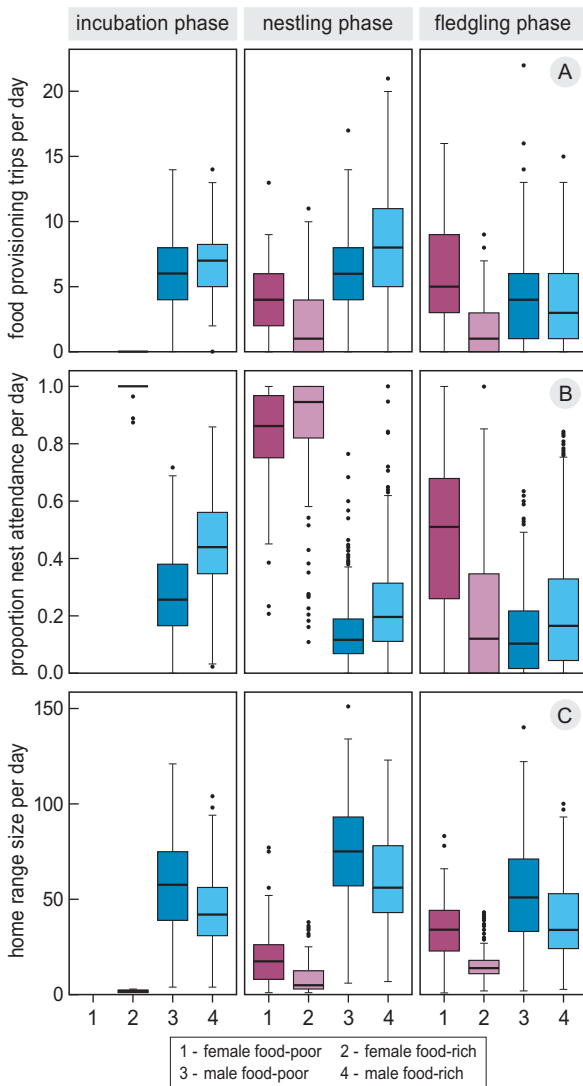 incubation phase nestling phase fledgling phase
A
food provisioning trips per day
20
15
10
5
0
B
proportion nest attendance per day
1.0
0.8
0.6
0.4
0.2
0.0
C
home range size per day
150
100
50
0
1 2 3 4 1 2 3 4 1 2 3 4
1 - female food-poor 2 - female food-rich
3 - male food-poor 4 - male food-rich